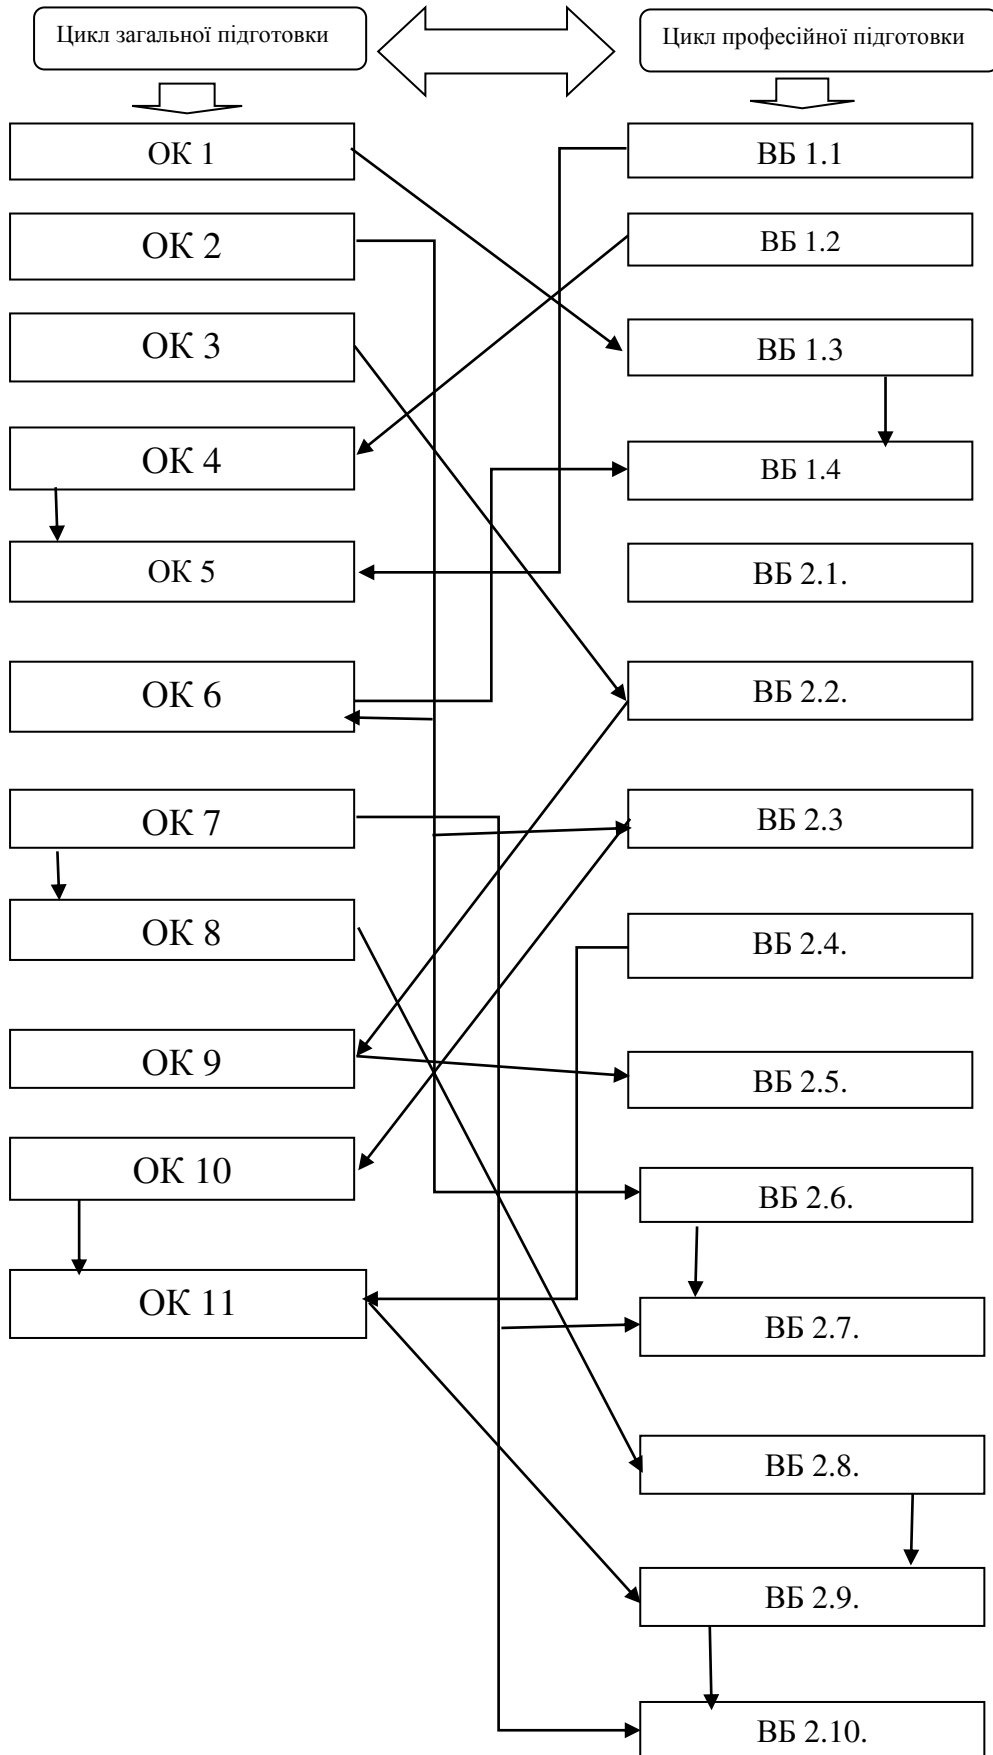 Цикл загальної підготовки
Цикл професійної підготовки
ОК 1
ВБ 1.1
ОК 2
ВБ 1.2
ОК 3
ВБ 1.3
ОК 4
ВБ 1.4
ОК 5
ВБ 2.1.
ОК 6
ВБ 2.2.
ОК 7
ВБ 2.3
ОК 8
ВБ 2.4.
ОК 9
ВБ 2.5.
ОК 10
ВБ 2.6.
ОК 11
ВБ 2.7.
ВБ 2.8.
ВБ 2.9.
ВБ 2.10.